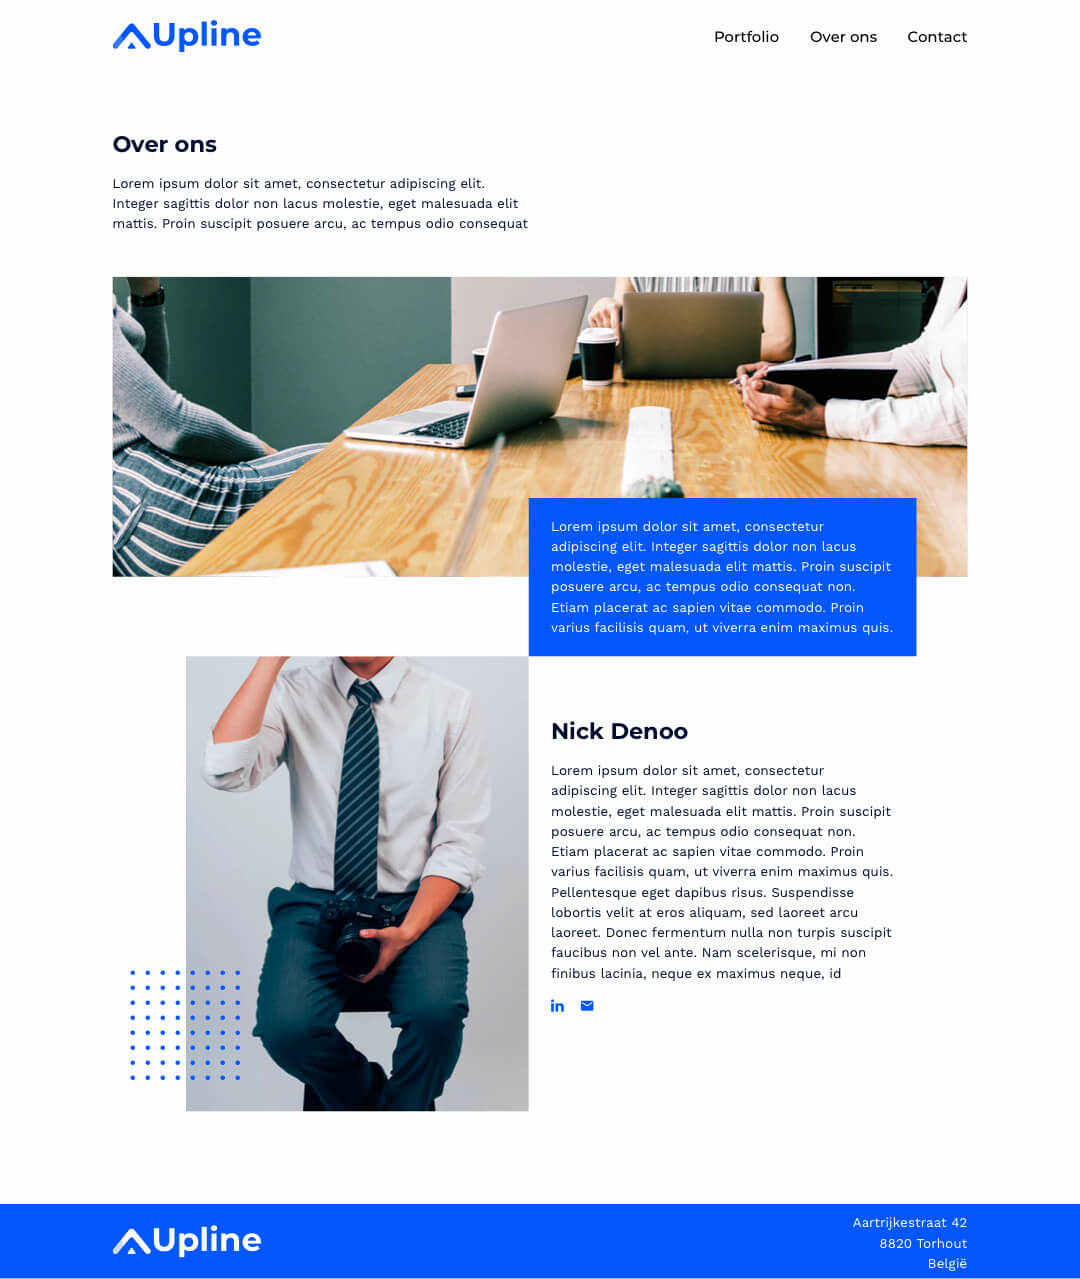 Upline
Portfolio Over ons Contact
Over ons
Lorem ipsum dolor sit amet, consectetur adipiscing elit.
Integer sagittis dolor non lacus molestie, eget malesuada elit
mattis. Proin suscipit posuere arcu, ac tempus odio consequat
Lorem ipsum dolor sit amet, consectetur
adipiscing elit. Integer sagittis dolor non lacus
molestie, eget malesuada elit mattis. Proin suscipit
posuere arcu, ac tempus odio consequat non.
Etiam placerat ac sapien vitae commodo. Proin
varius facilisis quam, ut viverra enim maximus quis.
Nick Denoo
Lorem ipsum dolor sit amet, consectetur
adipiscing elit. Integer sagittis dolor non lacus
molestie, eget malesuada elit mattis. Proin suscipit
posuere arcu, ac tempus odio consequat non.
Etiam placerat ac sapien vitae commodo. Proin
varius facilisis quam, ut viverra enim maximus quis.
Pellentesque eget dapibus risus. Suspendisse
lobortis velit at eros aliquam, sed laoreet arcu
laoreet. Donec fermentum nulla non turpis suscipit
faucibus non vel ante. Nam scelerisque, mi non
finibus lacinia, neque ex maximus neque, id
in
Canon
Upline
Aartrijkestraat 42
8820 Torhout
België